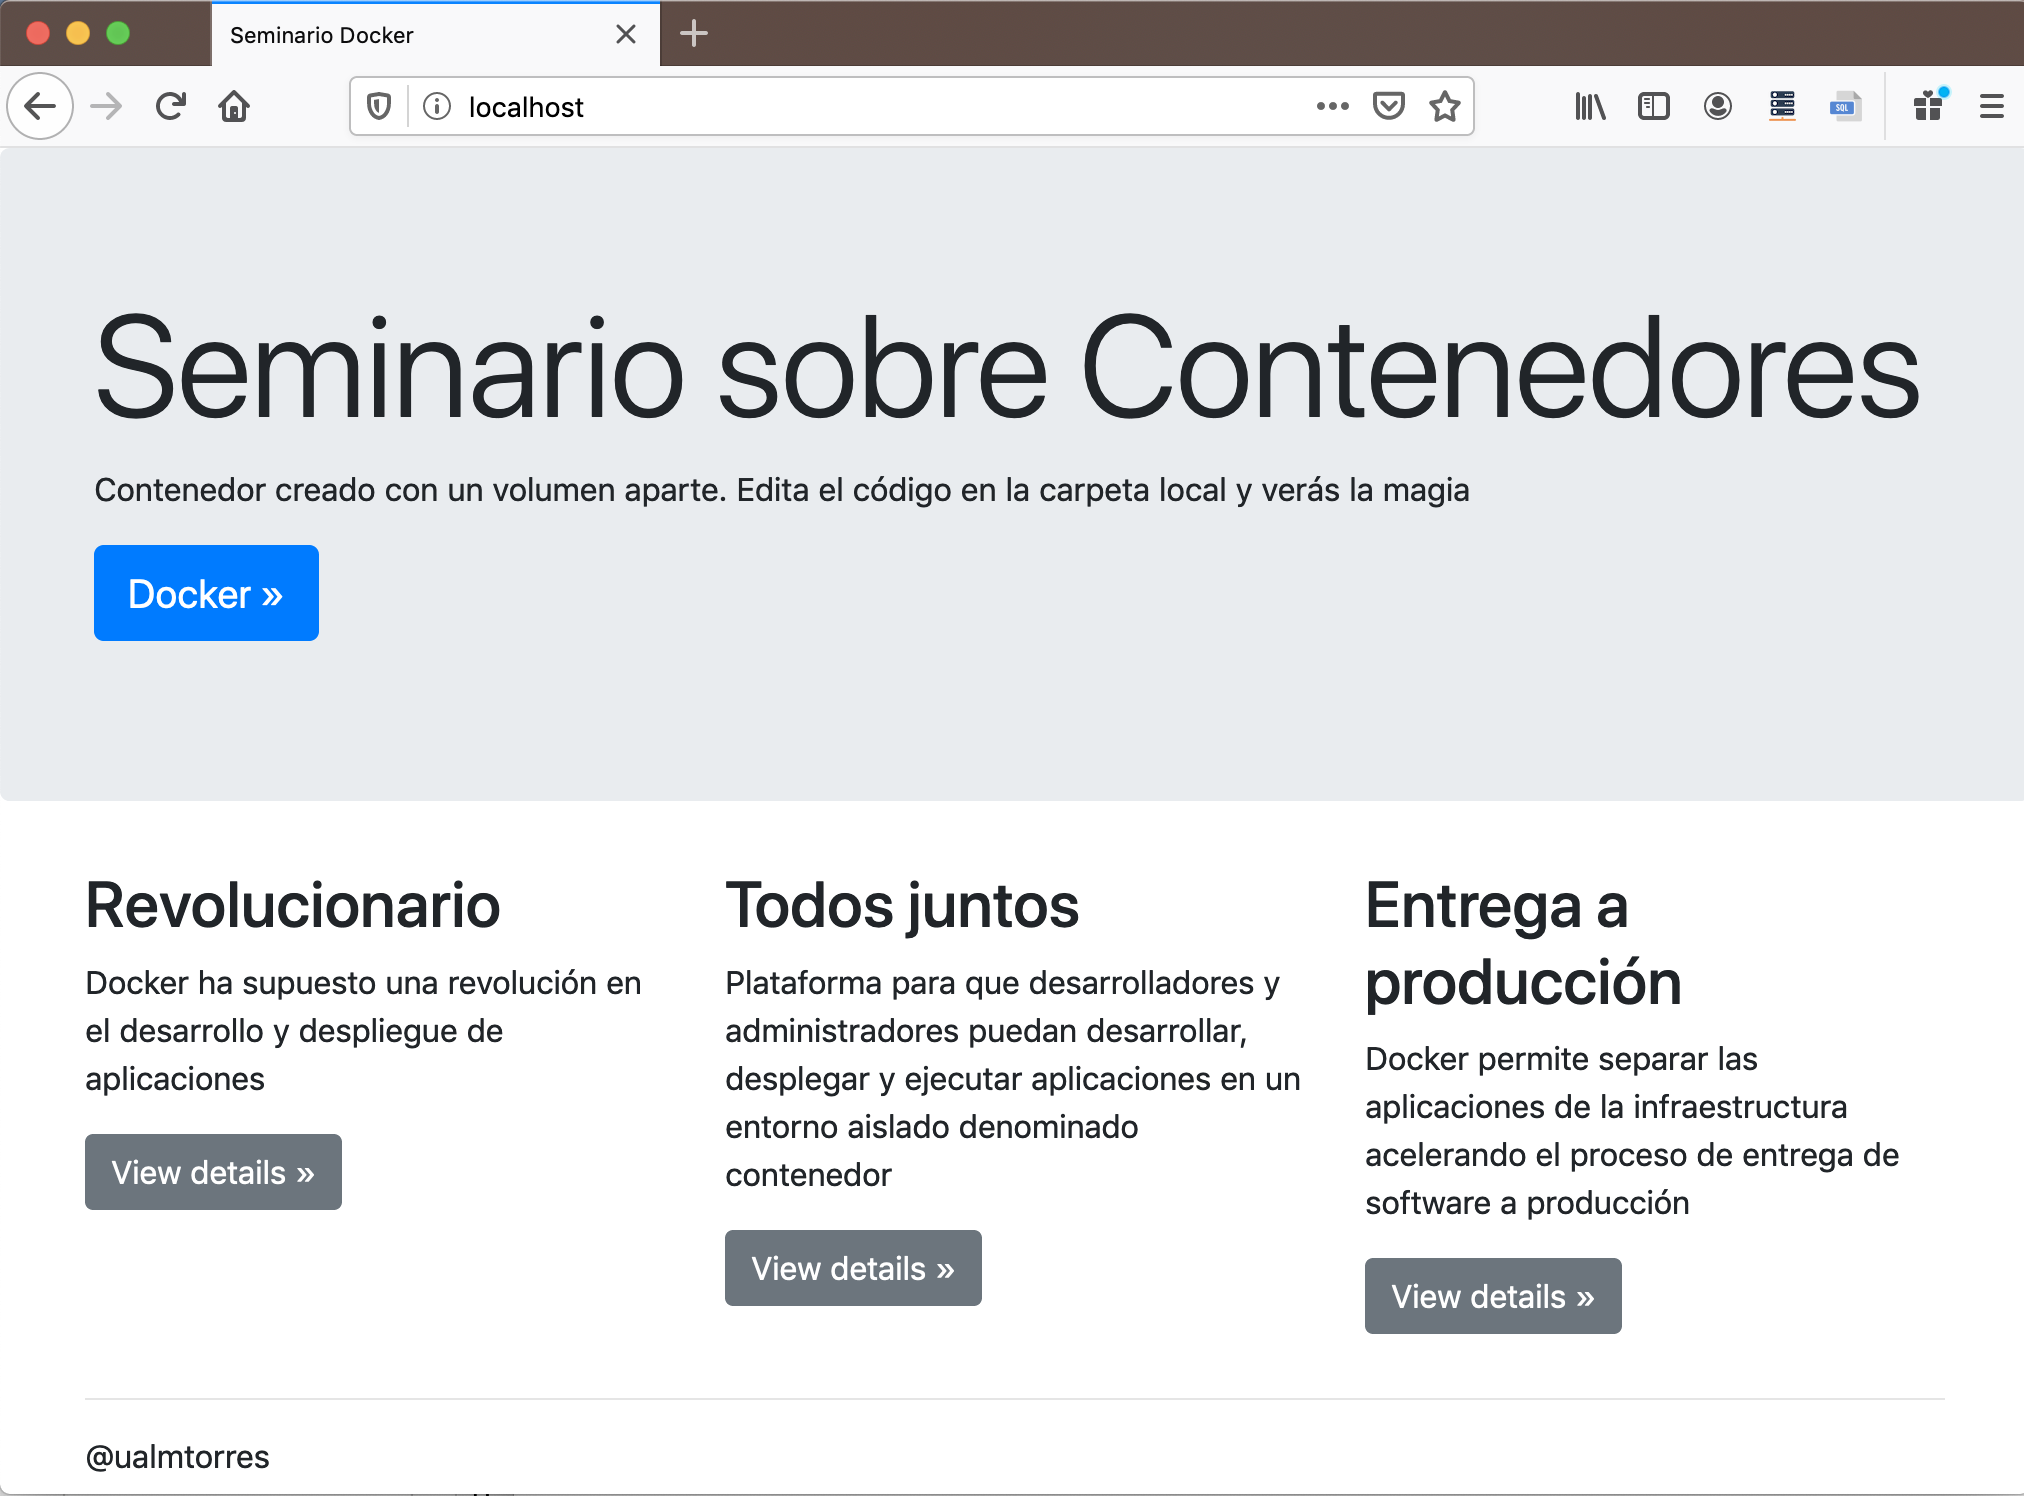 Seminario Docker
localhost
SQL
Seminario sobre Contenedores
Contenedor creado con un volumen aparte. Edita el código en la carpeta local y verás la magia
Docker »
Revolucionario
Docker ha supuesto una revolución en
el desarrollo y despliegue de
aplicaciones
View details »
Todos juntos
Plataforma para que desarrolladores y
administradores puedan desarrollar,
desplegar y ejecutar aplicaciones en un
entorno aislado denominado
contenedor
View details »
Entrega a
producción
Docker permite separar las
aplicaciones de la infraestructura
acelerando el proceso de entrega de
software a producción
View details »
@ualmtorres